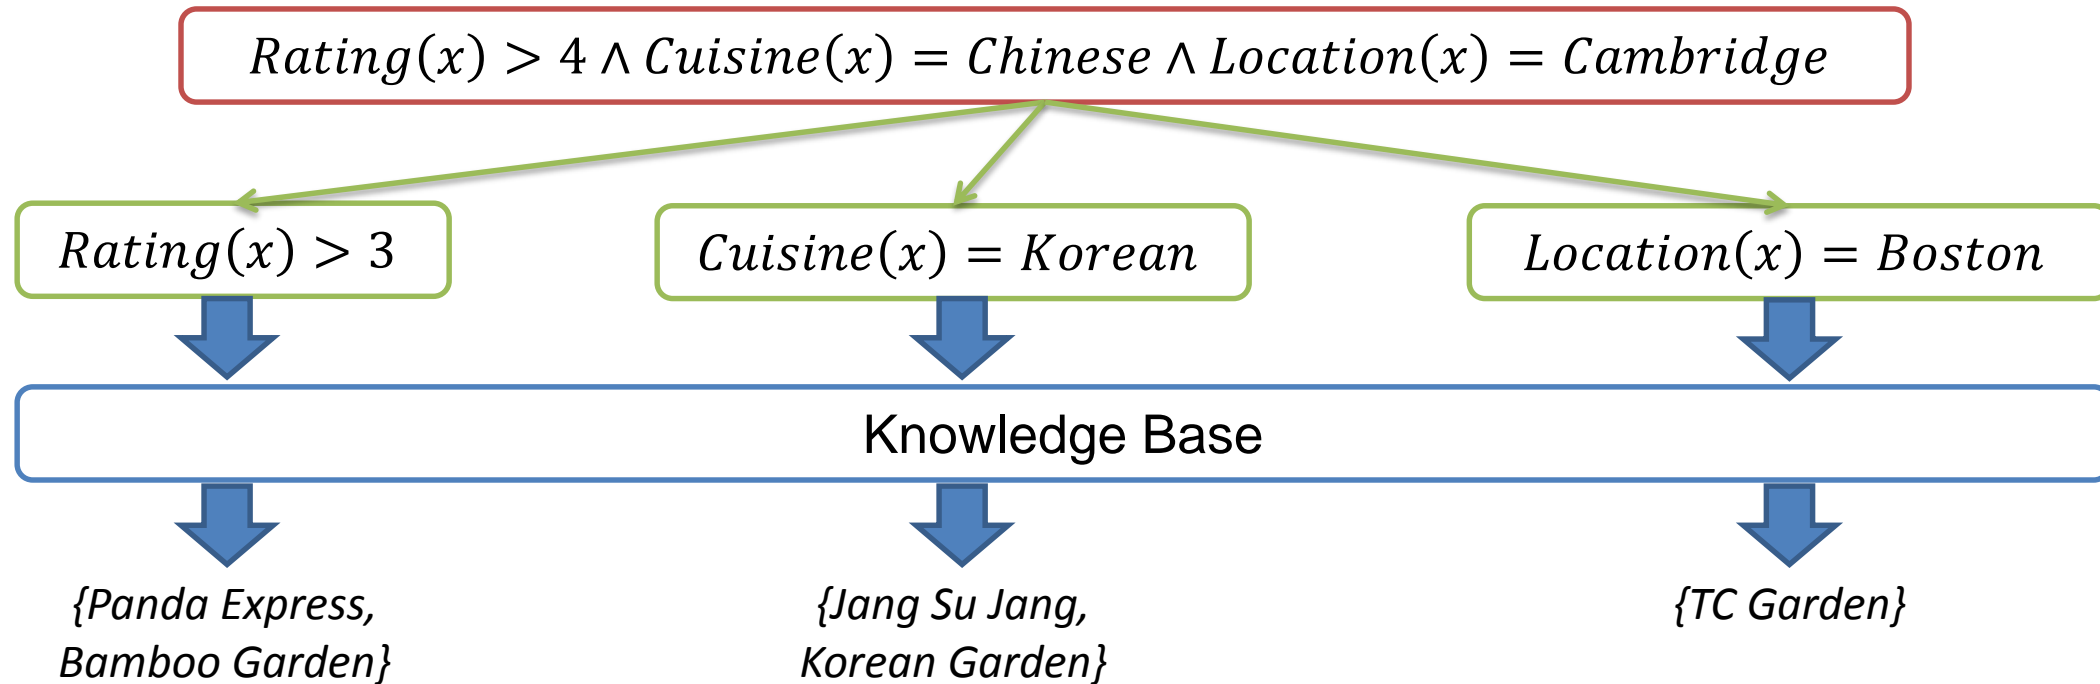 Rating(x) > 4 ∧ Cuisine(x) = Chinese ∧ Location(x) = Cambridge
Rating(x) > 3
Cuisine(x) = Korean
Location(x) = Boston
Knowledge Base
{Panda Express,
Bamboo Garden}
{Jang Su Jang,
Korean Garden}
{TC Garden}